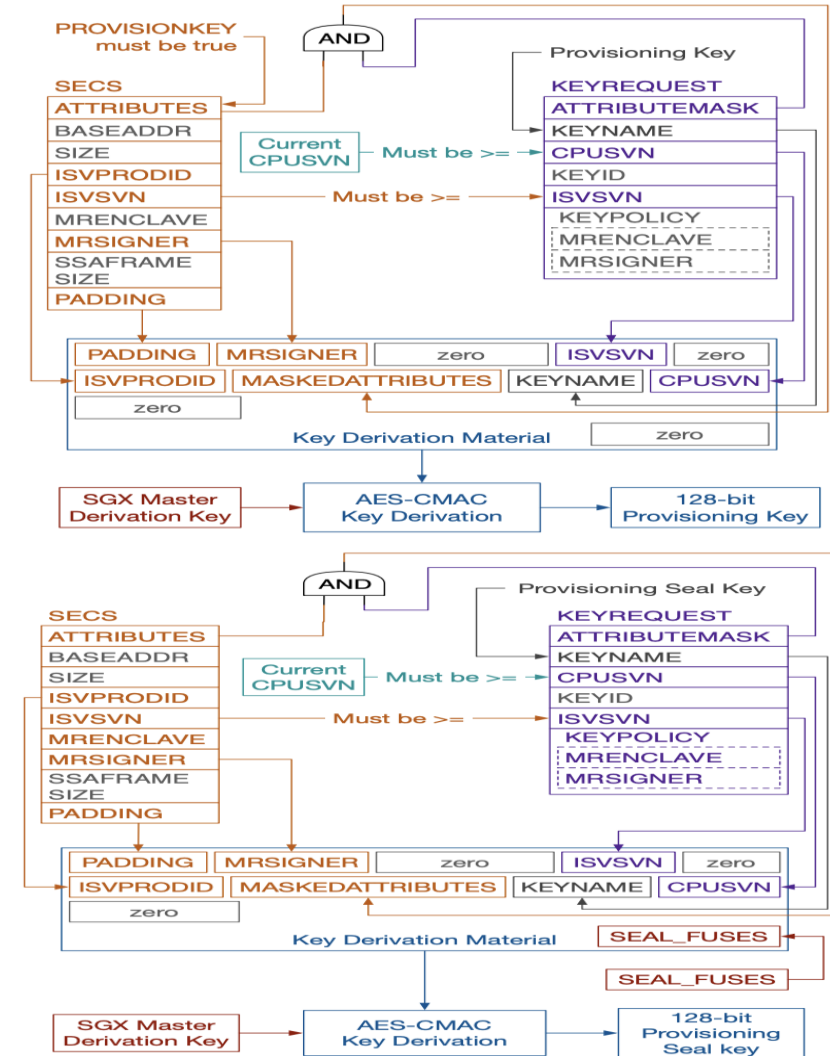 PROVISIONKEY
must be true
AND
Provisioning Key
SECS
ATTRIBUTES
BASEADDR
SIZE
ISVPRODID
ISVSVN
MRENCLAVE
MRSIGNER
SSAFRAME
SIZE
PADDING
Current
CPUSVN
Must be >=
Must be >=
KEYREQUEST
ATTRIBUTEMASK
KEYNAME
CPUSVN
KEYID
ISVSVN
KEYPOLICY
MRENCLAVE
MRSIGNER
PADDING MRSIGNER zero ISVSVN zero
ISVPRODID MASKEDATTRIBUTES KEYNAME CPUSVN
zero
Key Derivation Material zero
SGX Master
Derivation Key
AES-CMAC
Key Derivation
128-bit
Provisioning Key
AND
Provisioning Seal Key
SECS
ATTRIBUTES
BASEADDR
SIZE
ISVPRODID
ISVSVN
MRENCLAVE
MRSIGNER
SSAFRAME
SIZE
PADDING
Current
CPUSVN
Must be >=
Must be >=
KEYREQUEST
ATTRIBUTEMASK
KEYNAME
CPUSVN
KEYID
ISVSVN
KEYPOLICY
MRENCLAVE
MRSIGNER
PADDING MRSIGNER zero ISVSVN zero
ISVPRODID MASKEDATTRIBUTES KEYNAME CPUSVN
zero
Key Derivation Material SEAL_FUSES
SEAL_FUSES
SGX Master
Derivation Key
AES-CMAC
Key Derivation
128-bit
Provisioning
Seal key